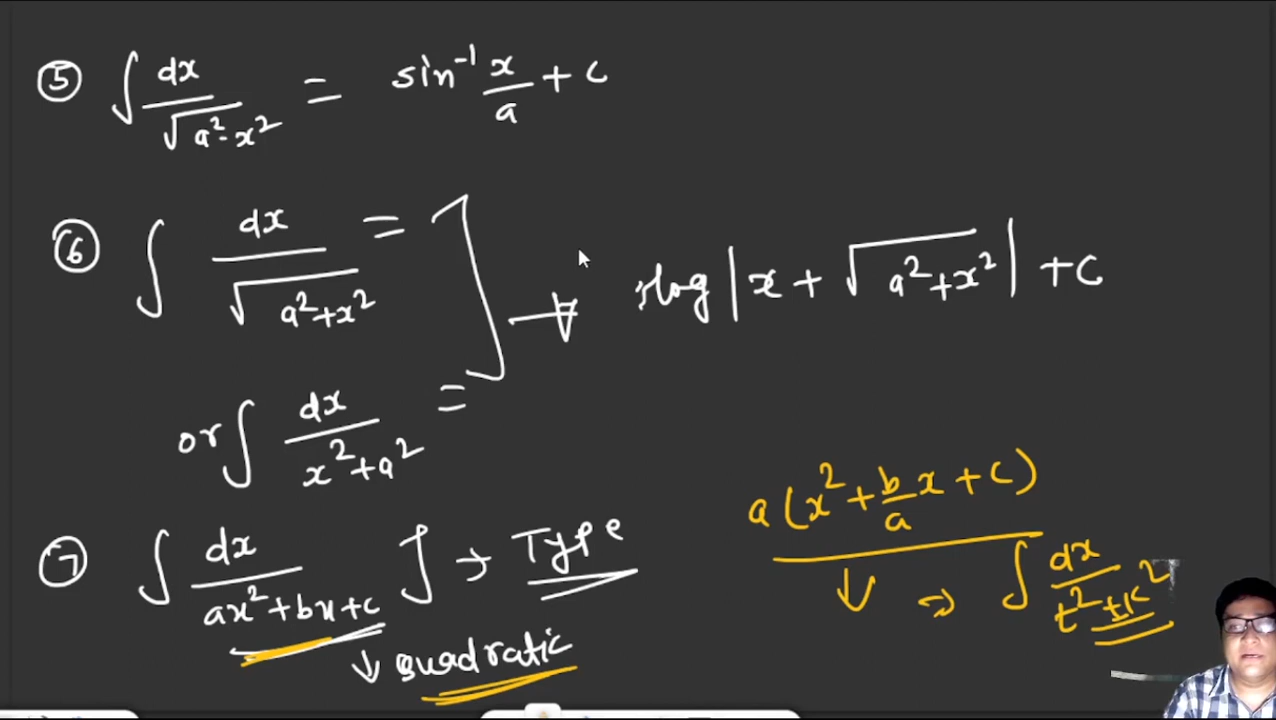 ⑤ ∫ dx/√(a²-x²) = sin⁻¹ x/a + c
⑥ ∫ dx/√(a²+x²) = ] → log |x + √(a²+x²)| + c
or ∫ dx/(x²+a²) =
⑦ ∫ dx/(ax²+bx+c) ∫ → Type
↓ quadratic
a(x² + b/a x + c)
↓ ⇒ ∫ dx/(t² ± k²)